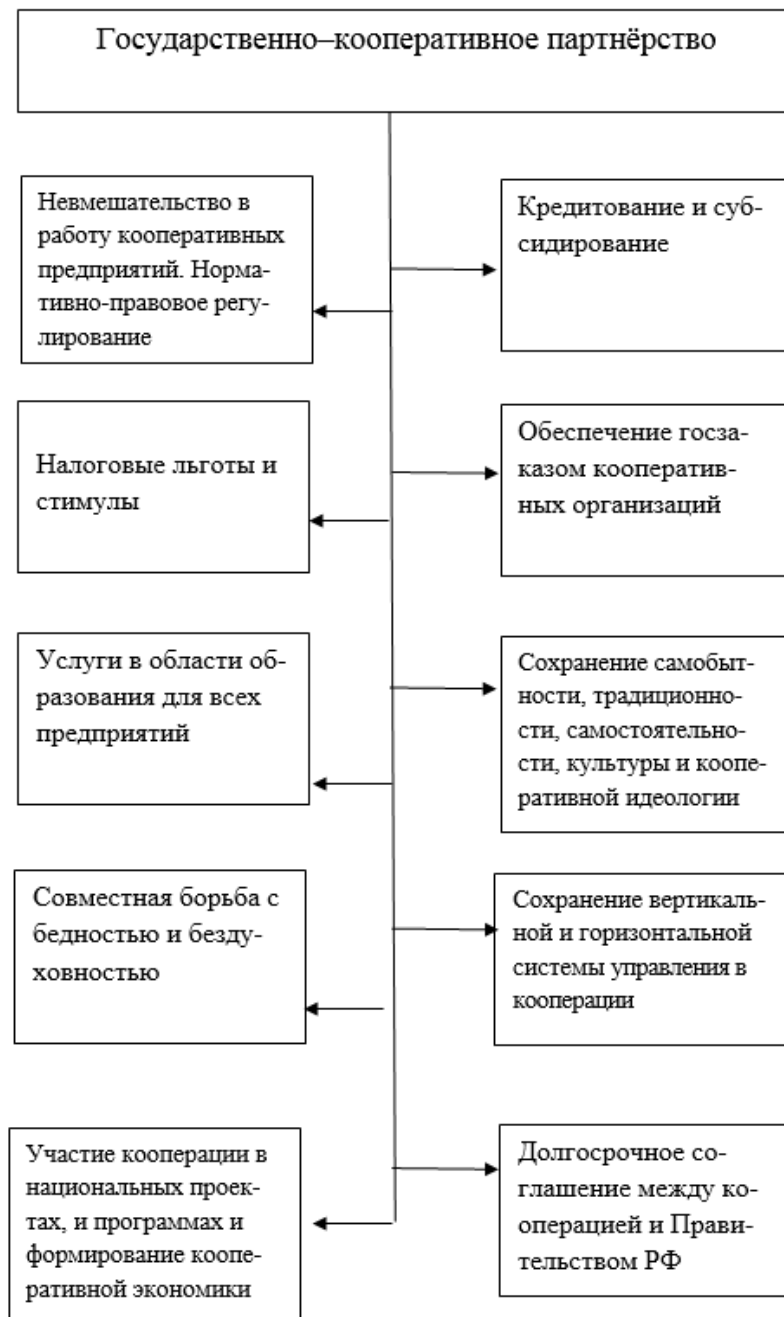 Государственно–кооперативное партнёрство
Невмешательство в
работу кооперативных
предприятий. Норма-
тивно-правовое регу-
лирование
Кредитование и суб-
сидирование
Налоговые льготы и
стимулы
Обеспечение госза-
казом кооператив-
ных организаций
Услуги в области об-
разования для всех
предприятий
Сохранение самобыт-
ности, традиционно-
сти, самостоятельно-
сти, культуры и коопе-
ративной идеологии
Совместная борьба с
бедностью и безду-
ховностью
Сохранение вертикаль-
ной и горизонтальной
системы управления в
кооперации
Участие кооперации в
национальных проек-
тах, и программах и
формирование коопе-
ративной экономики
Долгосрочное со-
глашение между ко-
операцией и Прави-
тельством РФ